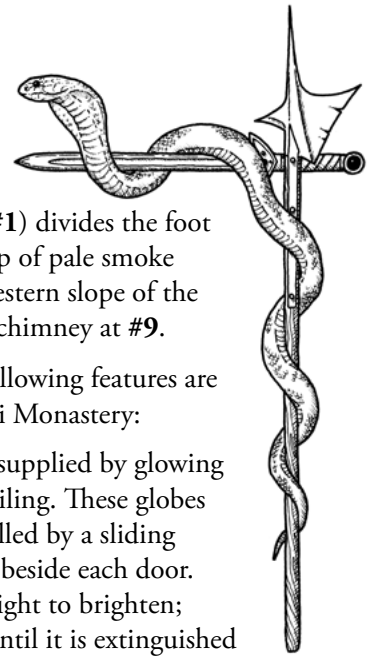 #1) divides the foot
p of pale smoke
estern slope of the
chimney at #9.
llowing features are
i Monastery:
supplied by glowing
iling. These globes
lled by a sliding
beside each door.
ight to brighten;
ntil it is extinguished